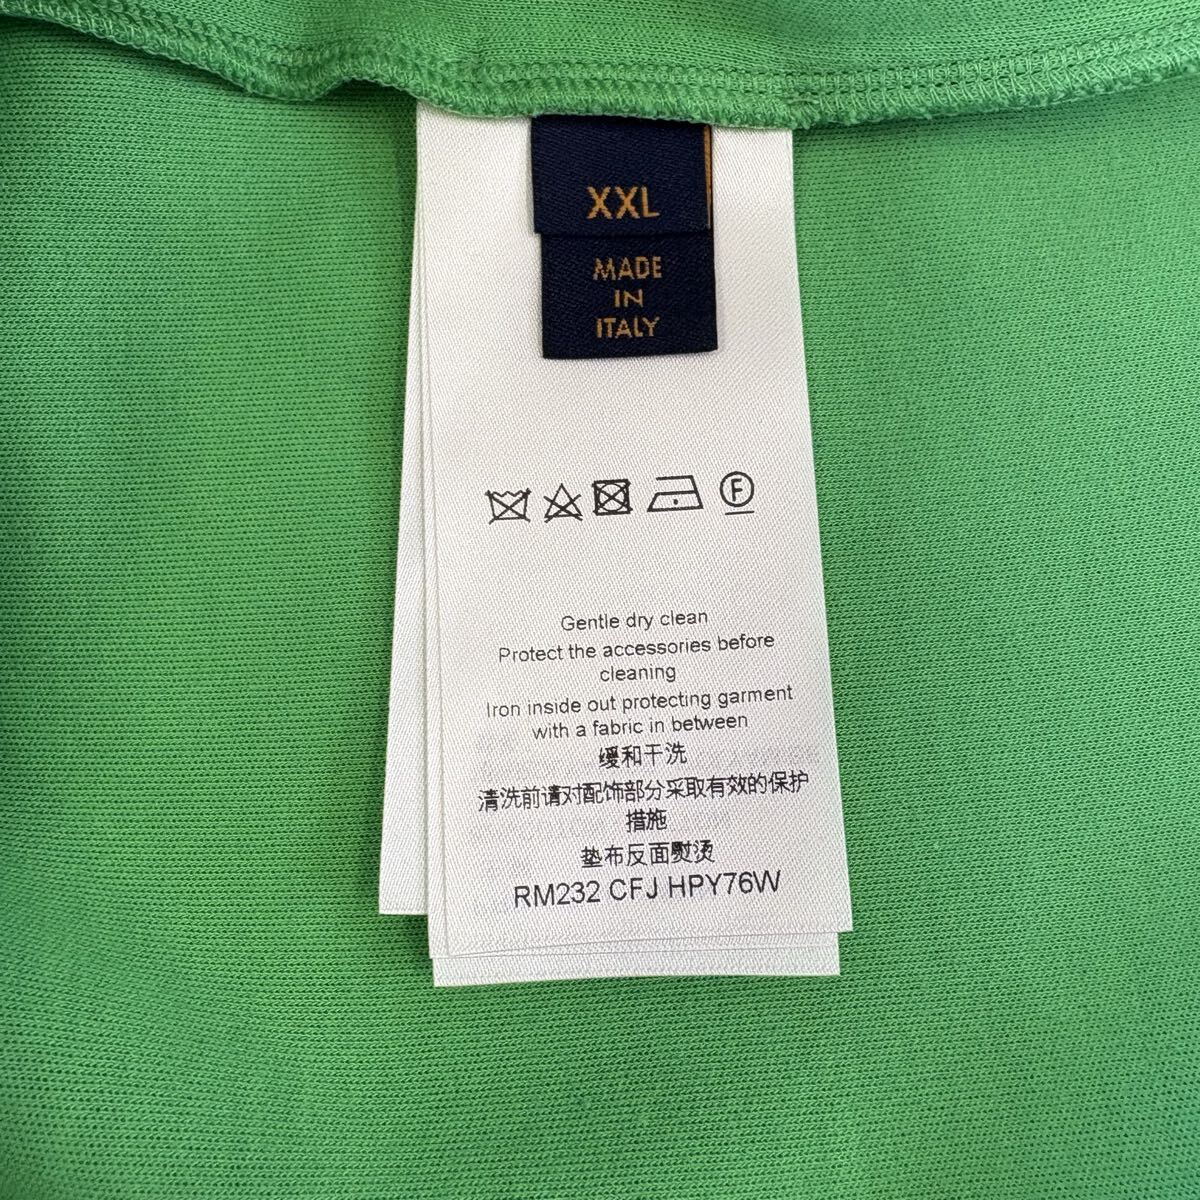 XXL
MADE
IN
ITALY
F
Gentle dry clean
Protect the accessories before
cleaning
Iron inside out protecting garment
with a fabric in between
缓和干洗
清洗前请对配饰部分采取有效的保护
措施
垫布反面熨烫
RM232 CFJ HPY76W